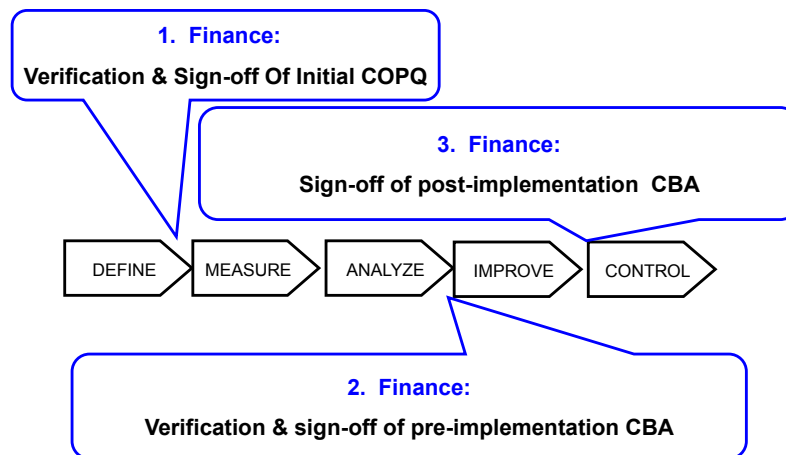 1. Finance:
Verification & Sign-off Of Initial COPQ
3. Finance:
Sign-off of post-implementation CBA
DEFINE
MEASURE
ANALYZE
IMPROVE
CONTROL
2. Finance:
Verification & sign-off of pre-implementation CBA